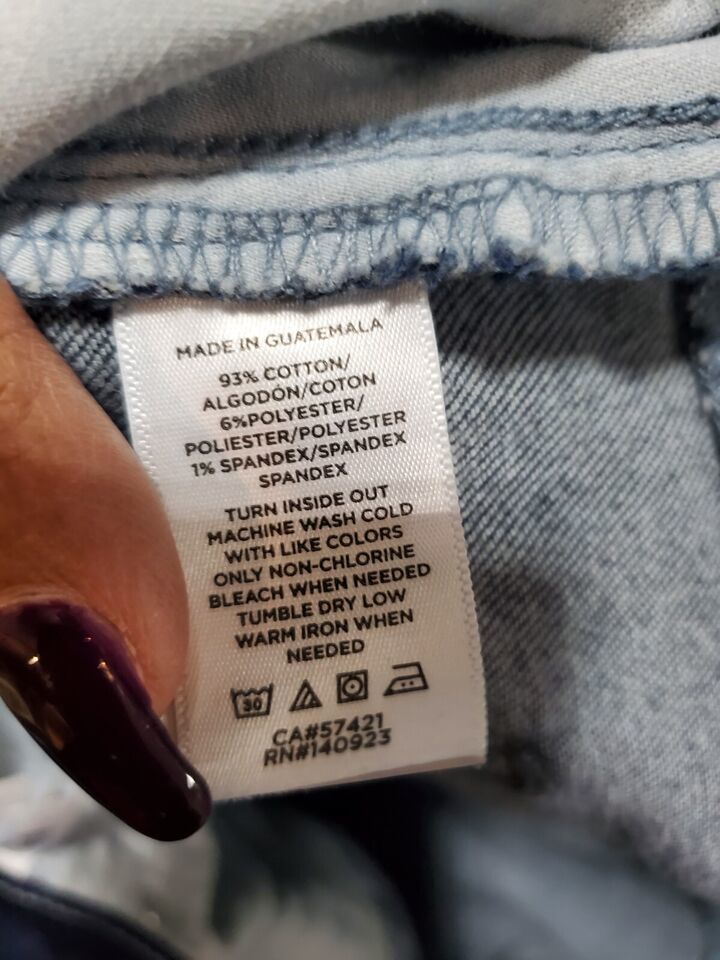 MADE IN GUATEMALA
93% COTTON/
ALGODÓN/COTON
6%POLYESTER/
POLIESTER/POLYESTER
1% SPANDEX/SPANDEX
SPANDEX
TURN INSIDE OUT
MACHINE WASH COLD
WITH LIKE COLORS
ONLY NON-CHLORINE
BLEACH WHEN NEEDED
TUMBLE DRY LOW
WARM IRON WHEN
NEEDED
30
CA#57421
RN#140923